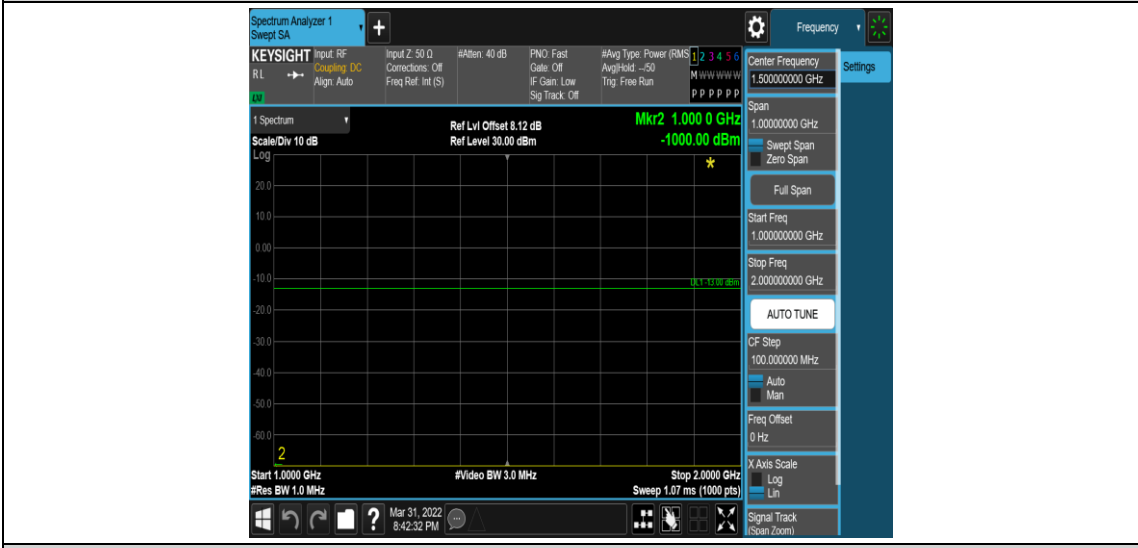 Spectrum Analyzer 1
Swept SA
+
Frequency
KEYSIGHT
RL
LNI
Input: RF
Coupling: DC
Align: Auto
Input Z: 50 Ω
Corrections: Off
Freq Ref: Int (S)
#Atten: 40 dB
PNO: Fast
Gate: Off
IF Gain: Low
Sig Track: Off
#Avg Type: Power (RMS
Avg|Hold: --/50
Trig: Free Run
1 2 3 4 5 6
M W W W W W
P P P P P P
1 Spectrum
Scale/Div 10 dB
Ref Lvl Offset 8.12 dB
Ref Level 30.00 dBm
Mkr2 1.000 0 GHz
-1000.00 dBm
Log
*
20.0
10.0
0.00
-10.0
DL1 -13.00 dBm
-20.0
-30.0
-40.0
-50.0
-60.0
2
Start 1.0000 GHz
#Video BW 3.0 MHz
Stop 2.0000 GHz
#Res BW 1.0 MHz
Sweep 1.07 ms (1000 pts)
?
Mar 31, 2022
8:42:32 PM
Center Frequency
1.500000000 GHz
Settings
Span
1.00000000 GHz
Swept Span
Zero Span
Full Span
Start Freq
1.000000000 GHz
Stop Freq
2.000000000 GHz
AUTO TUNE
CF Step
100.000000 MHz
Auto
Man
Freq Offset
0 Hz
X Axis Scale
Log
Lin
Signal Track
(Span Zoom)